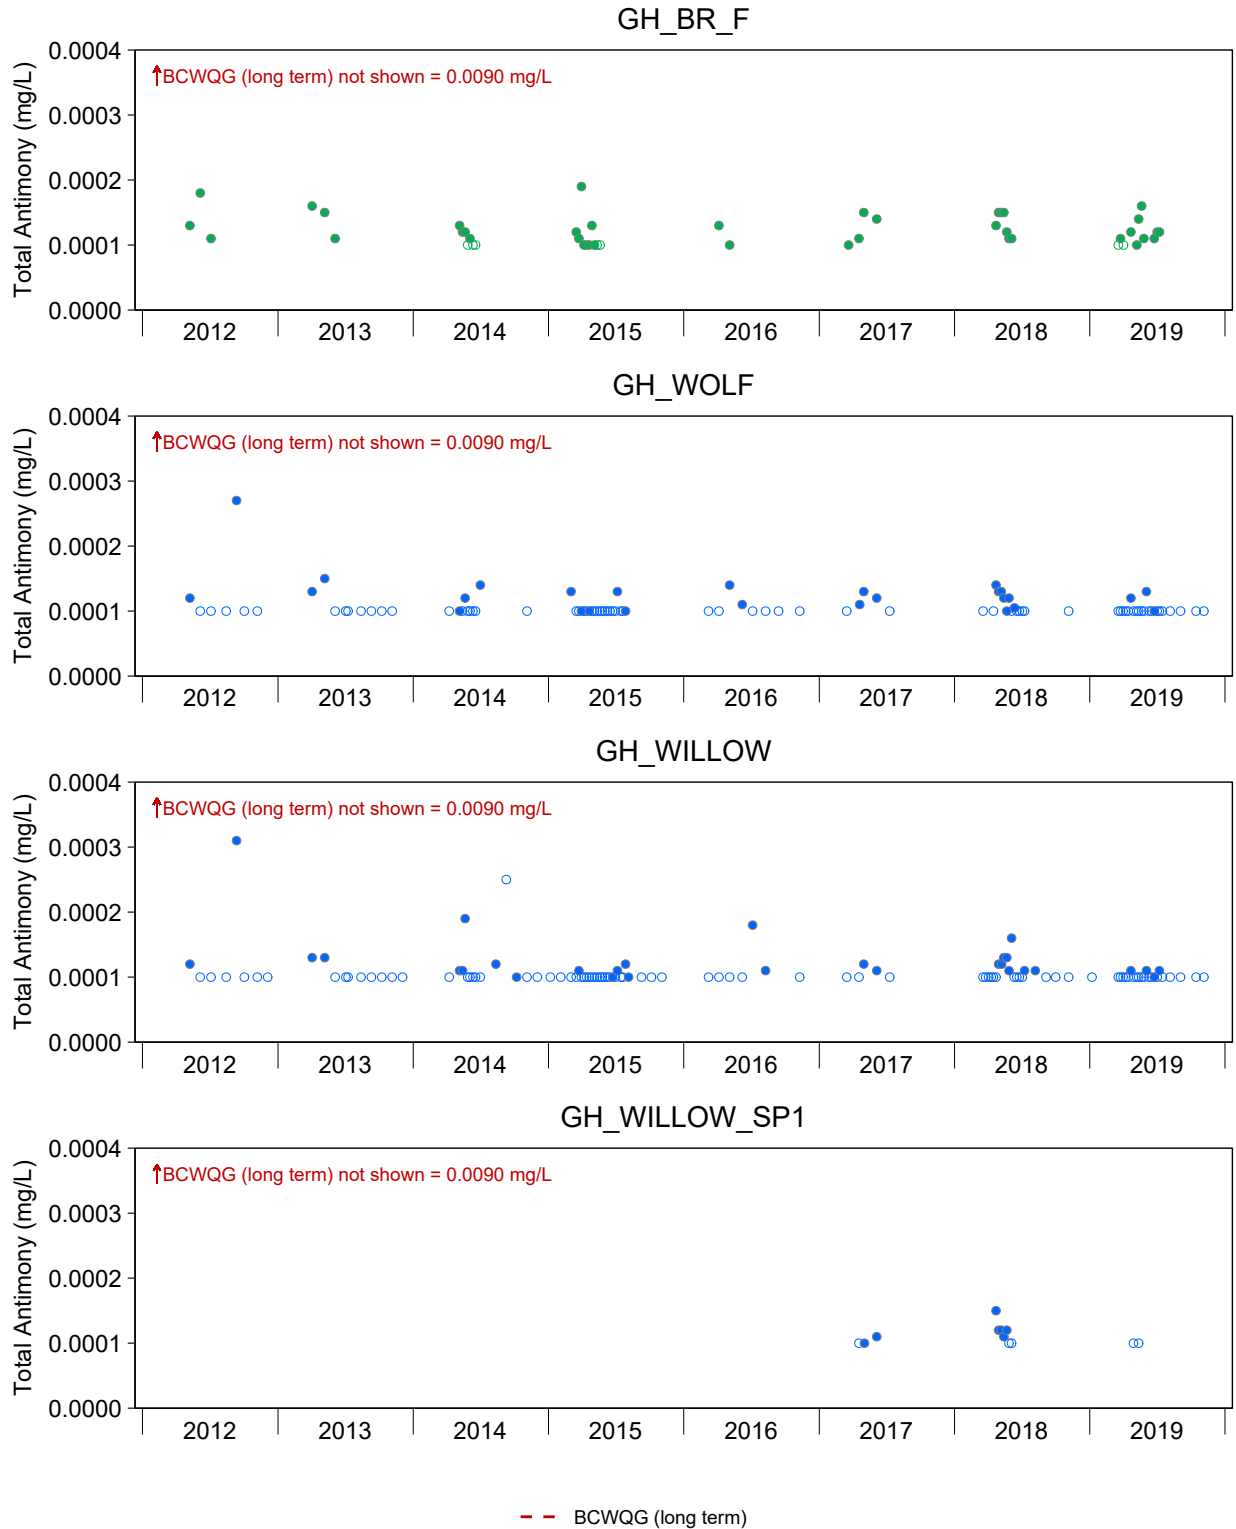 GH_BR_F
Total Antimony (mg/L)
0.0004
0.0003
0.0002
0.0001
0.0000
BCWQG (long term) not shown = 0.0090 mg/L
2012 2013 2014 2015 2016 2017 2018 2019
GH_WOLF
Total Antimony (mg/L)
0.0004
0.0003
0.0002
0.0001
0.0000
BCWQG (long term) not shown = 0.0090 mg/L
2012 2013 2014 2015 2016 2017 2018 2019
GH_WILLOW
Total Antimony (mg/L)
0.0004
0.0003
0.0002
0.0001
0.0000
BCWQG (long term) not shown = 0.0090 mg/L
2012 2013 2014 2015 2016 2017 2018 2019
GH_WILLOW_SP1
Total Antimony (mg/L)
0.0004
0.0003
0.0002
0.0001
0.0000
BCWQG (long term) not shown = 0.0090 mg/L
2012 2013 2014 2015 2016 2017 2018 2019
BCWQG (long term)